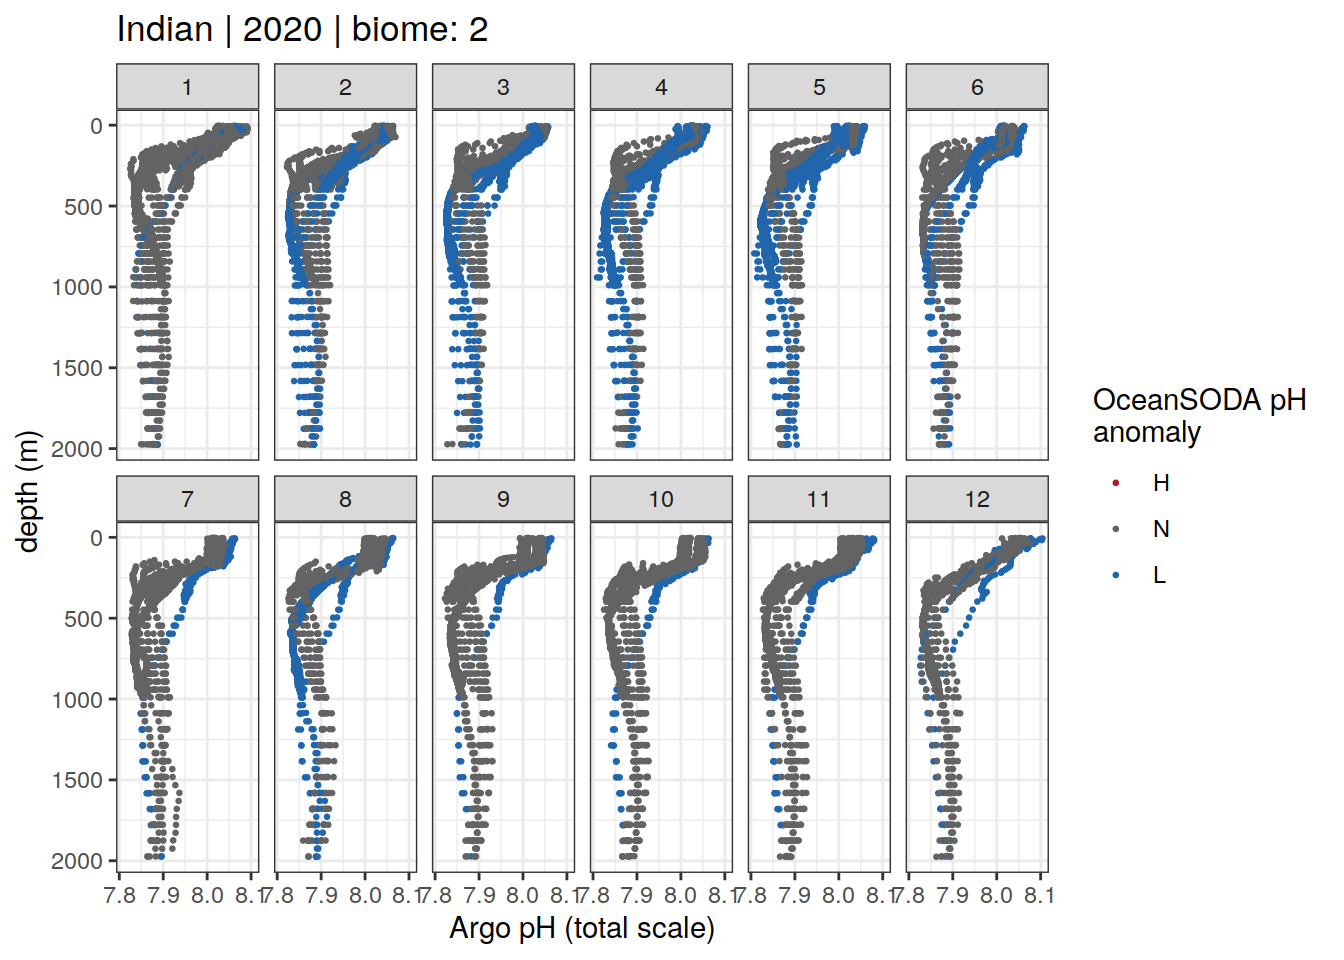 Indian | 2020 | biome: 2
1 2 3 4 5 6
0
500
1000
1500
2000
7 8 9 10 11 12
0
500
1000
1500
2000
7.8 7.9 8.0 8.1 7.8 7.9 8.0 8.1 7.8 7.9 8.0 8.1 7.8 7.9 8.0 8.1 7.8 7.9 8.0 8.1 7.8 7.9 8.0 8.1
Argo pH (total scale)
depth (m)
OceanSODA pH
anomaly
H
N
L